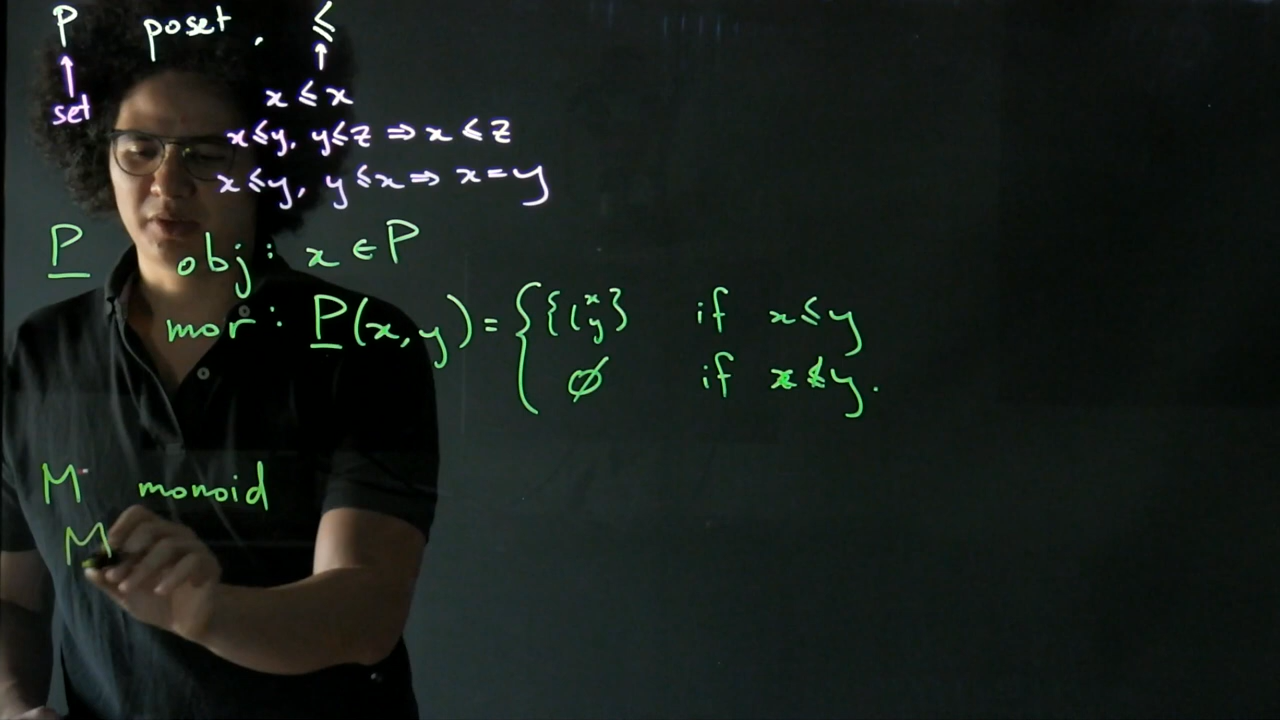 P poset, ≤
↑ set ↑ x ≤ x
x ≤ y, y ≤ z ⇒ x ≤ z
x ≤ y, y ≤ x ⇒ x = y
P obj: x ∈ P
mor: P(x, y) = { {(x y} if x ≤ y
∅ if x ≰ y.
M monoid
M